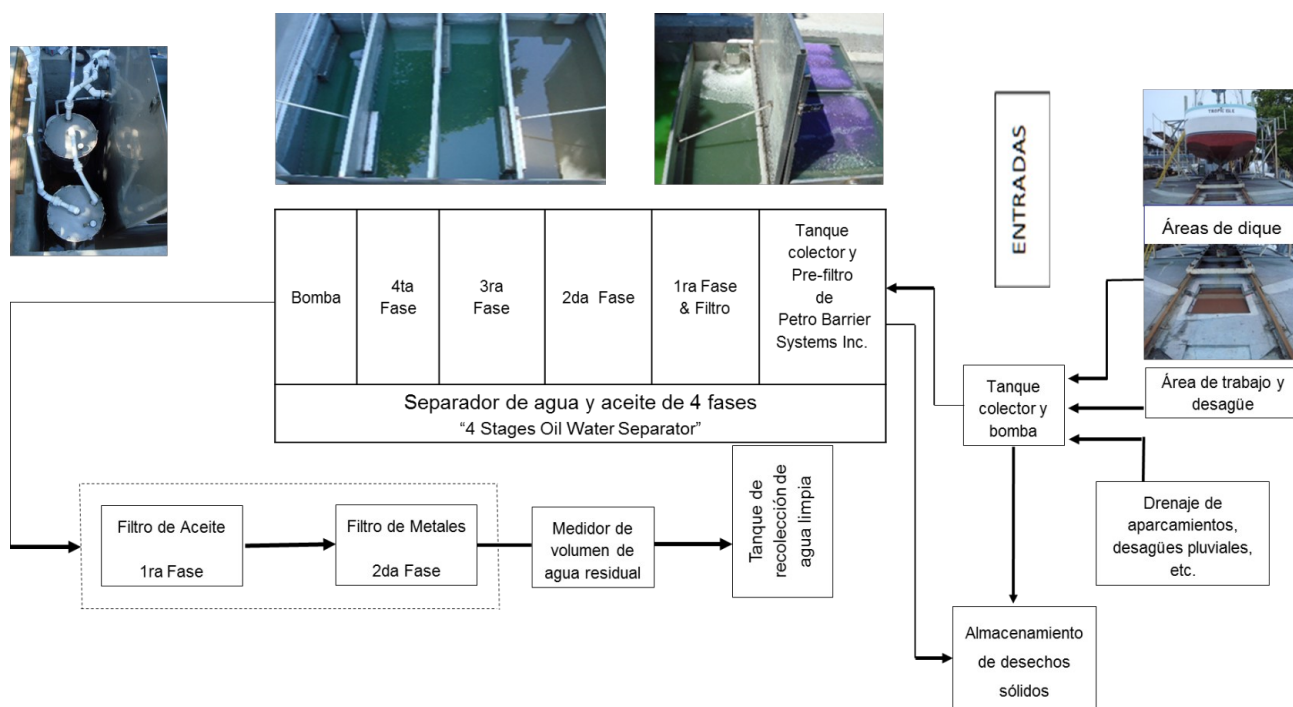 ENTRADAS
TROPIC ISLE
Áreas de dique
Bomba
4ta
Fase
3ra
Fase
2da Fase
1ra Fase
& Filtro
Tanque
colector y
Pre-filtro
de
Petro Barrier
Systems Inc.
Separador de agua y aceite de 4 fases
“4 Stages Oil Water Separator”
Tanque
colector y
bomba
Área de trabajo y
desagüe
Drenaje de
aparcamientos,
desagües pluviales,
etc.
Filtro de Aceite
1ra Fase
Filtro de Metales
2da Fase
Medidor de
volumen de
agua residual
Tanque de
recolección de
agua limpia
Almacenamiento
de desechos
sólidos